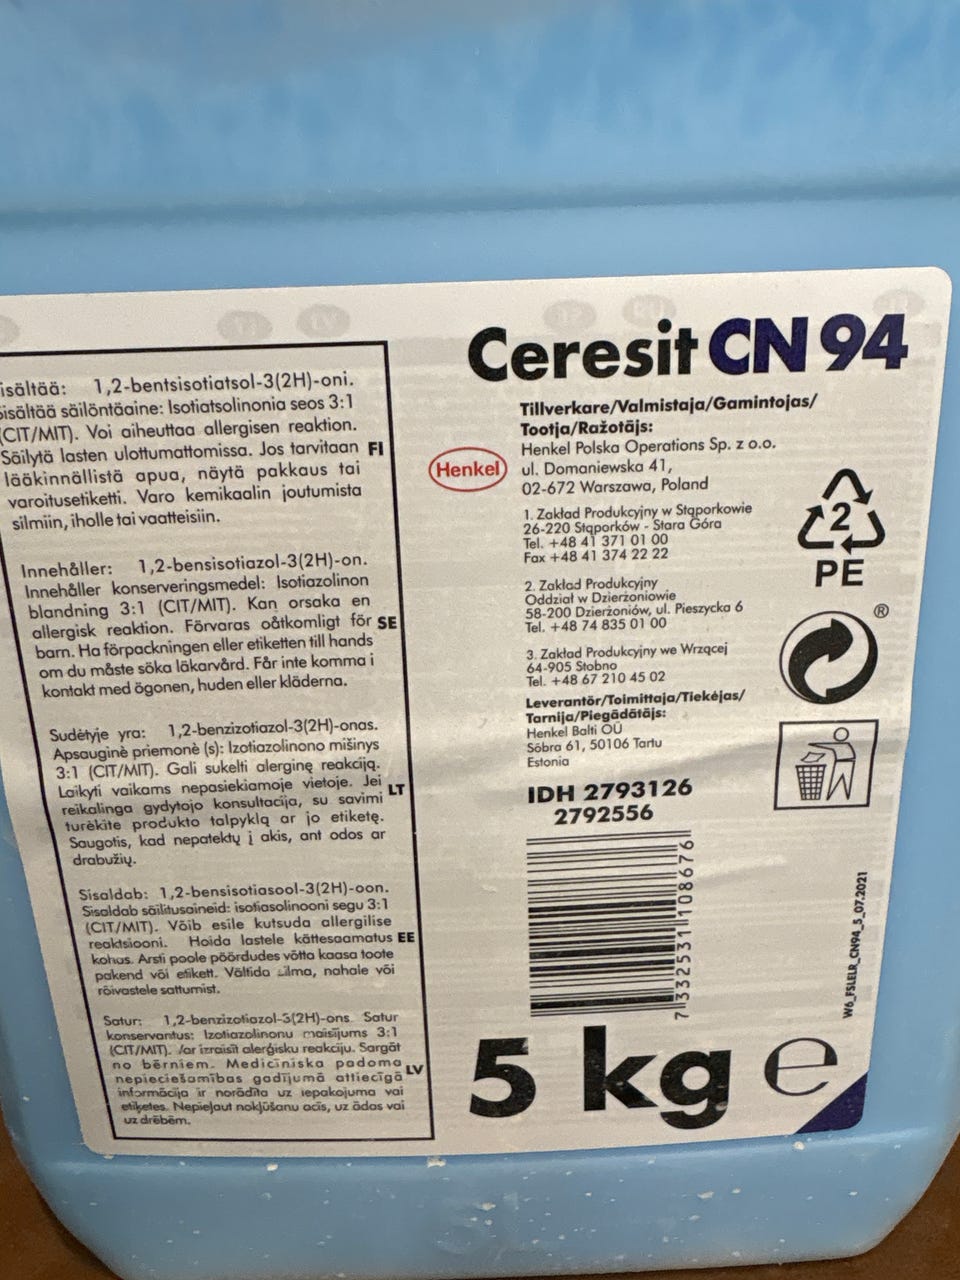 isältää: 1,2-bentsisotiatsol-3(2H)-oni.
Sisältää säilöntäaine: Isotiatsolinonia seos 3:1
(CIT/MIT). Voi aiheuttaa allergisen reaktion.
Säilytä lasten ulottumattomissa. Jos tarvitaan FI
lääkinnällistä apua, näytä pakkaus tai
varoitusetiketti. Varo kemikaalin joutumista
silmiin, iholle tai vaatteisiin.
Innehåller: 1,2-bensisotiazol-3(2H)-on.
Innehåller konserveringsmedel: Isotiazolinon
blandning 3:1 (CIT/MIT). Kan orsaka en
allergisk reaktion. Förvaras oåtkomligt för SE
barn. Ha förpackningen eller etiketten till hands
om du måste söka läkarvård. Får inte komma i
kontakt med ögonen, huden eller kläderna.
Sudėtyje yra: 1,2-benzizotiazol-3(2H)-onas.
Apsauginė priemonė (s): Izotiazolinono mišinys
3:1 (CIT/MIT). Gali sukelti alerginę reakciją.
Laikyti vaikams nepasiekiamoje vietoje. Jei LT
reikalinga gydytojo konsultacija, su savimi
turėkite produkto talpyklą ar jo etiketę.
Saugotis, kad nepatektų į akis, ant odos ar
drabužių.
Sisaldab: 1,2-bensisotiasool-3(2H)-oon.
Sisaldab säilitusaineid: isotiasolinooni segu 3:1
(CIT/MIT). Võib esile kutsuda allergilise
reaktsiooni. Hoida lastele kättesaamatus EE
kohas. Arsti poole pöördudes võtta kaasa toote
pakend või etikett. Vältida silma, nahale või
rõivastele sattumist.
Satur: 1,2-benzizotiazol-3(2H)-ons. Satur
konservantus: Izotiazolinonu maisījums 3:1
(CIT/MIT). Var izraisīt alerģisku reakciju. Sargāt
no bērniem. Medicīniska padoma LV
nepieciešamības gadījumā attiecīgā
informācija ir norādīta uz iepakojuma vai
etiķetes. Nepieļaut nokļūšanu acīs, uz ādas vai
uz drēbēm.
Ceresit CN 94
Tillverkare/Valmistaja/Gamintojas/
Tootja/Ražotājs:
Henkel Polska Operations Sp. z o.o.
Henkel
ul. Domaniewska 41,
02-672 Warszawa, Poland
1. Zakład Produkcyjny w Stąporkowie
26-220 Stąporków - Stara Góra
Tel. +48 41 371 01 00
Fax +48 41 374 22 22
2. Zakład Produkcyjny
Oddział w Dzierżoniowie
58-200 Dzierżoniów, ul. Pieszycka 6
Tel. +48 74 835 01 00
3. Zakład Produkcyjny we Wrzącej
64-905 Stobno
Tel. +48 67 210 45 02
Leverantör/Toimittaja/Tiekėjas/
Tarnija/Piegādātājs:
Henkel Balti OÜ
Sõbra 61, 50106 Tartu
Estonia
IDH 2793126
2792556
7 332531 108676
5 kg e
2
PE
®
W6_FSLELR_CN94_5_07.2021